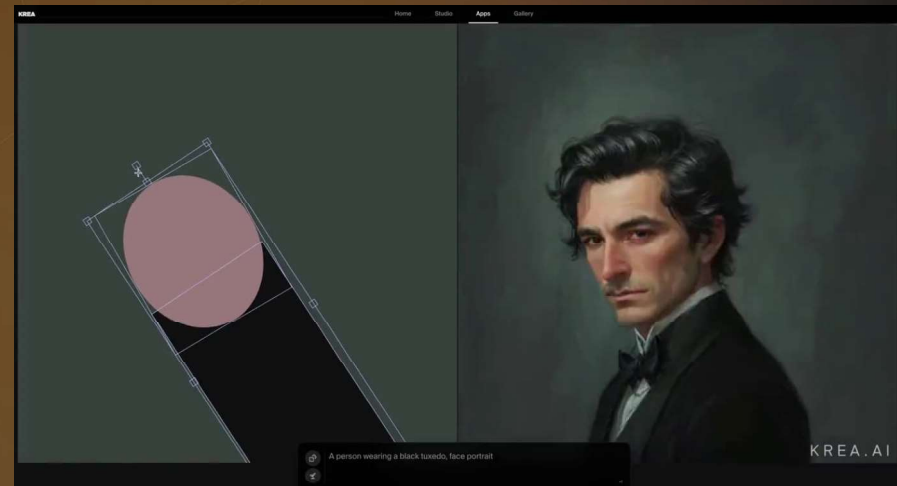 KREA
Home
Studio
Apps
Gallery
A person wearing a black tuxedo, face portrait
KREA.AI